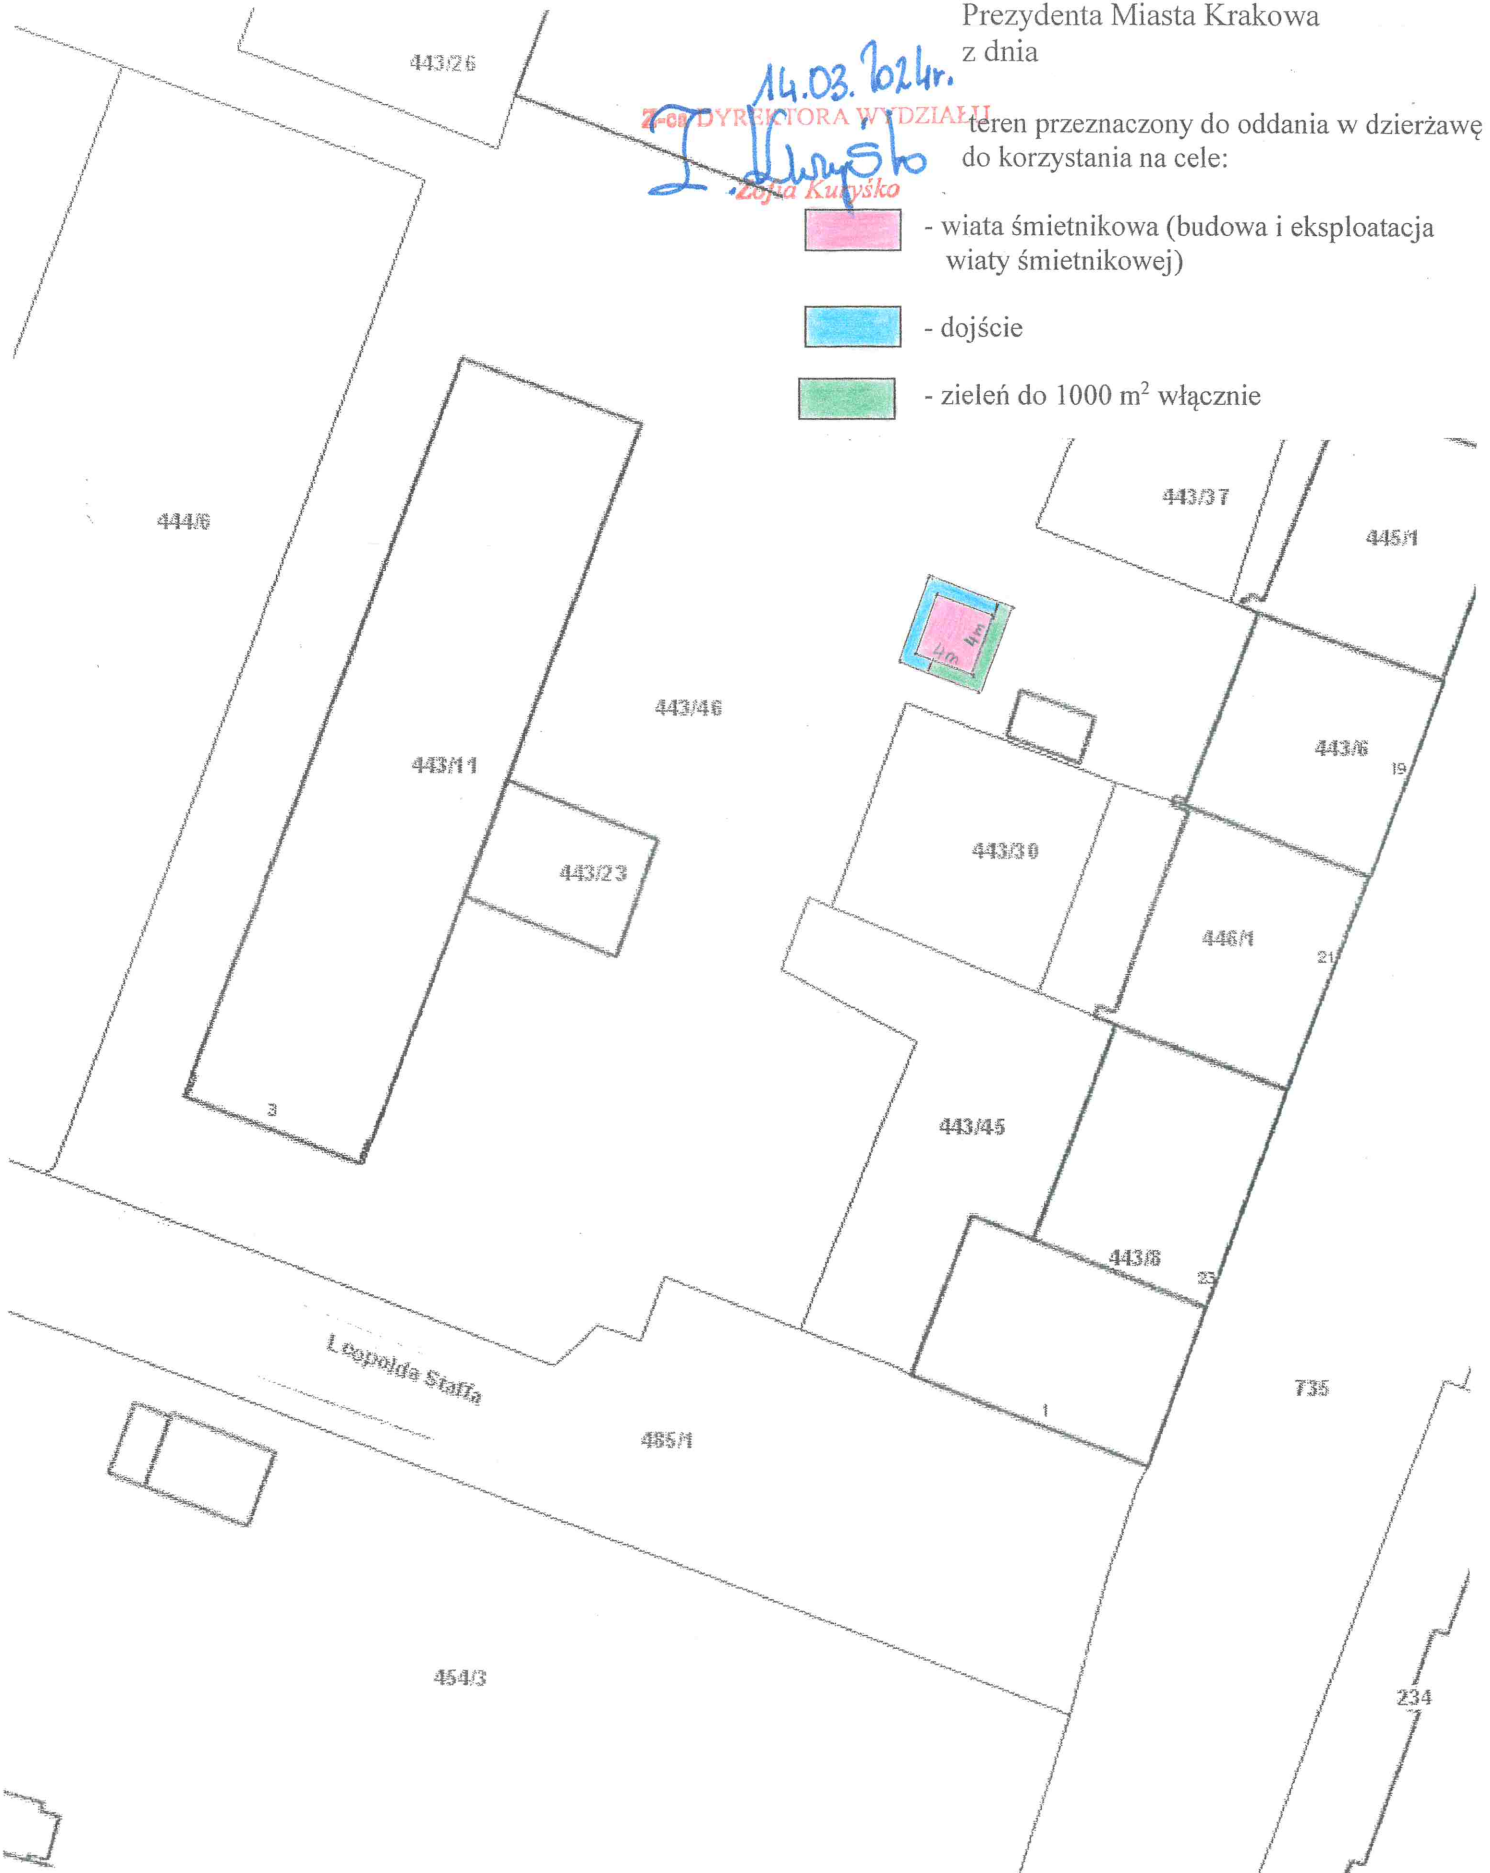 Prezydenta Miasta Krakowa
z dnia
14.03.2024r.
Z-ca DYREKTORA WYDZIAŁU
Zofia Kuryśko
teren przeznaczony do oddania w dzierżawę
do korzystania na cele:
- wiata śmietnikowa (budowa i eksploatacja
wiaty śmietnikowej)
- dojście
- zieleń do 1000 m² włącznie
443/26
444/6
443/37
445/1
4m
4m
443/46
443/11
443/6
19
443/30
443/23
446/1
21
3
443/45
443/8
23
Leopolda Staffa
735
1
485/1
454/3
234